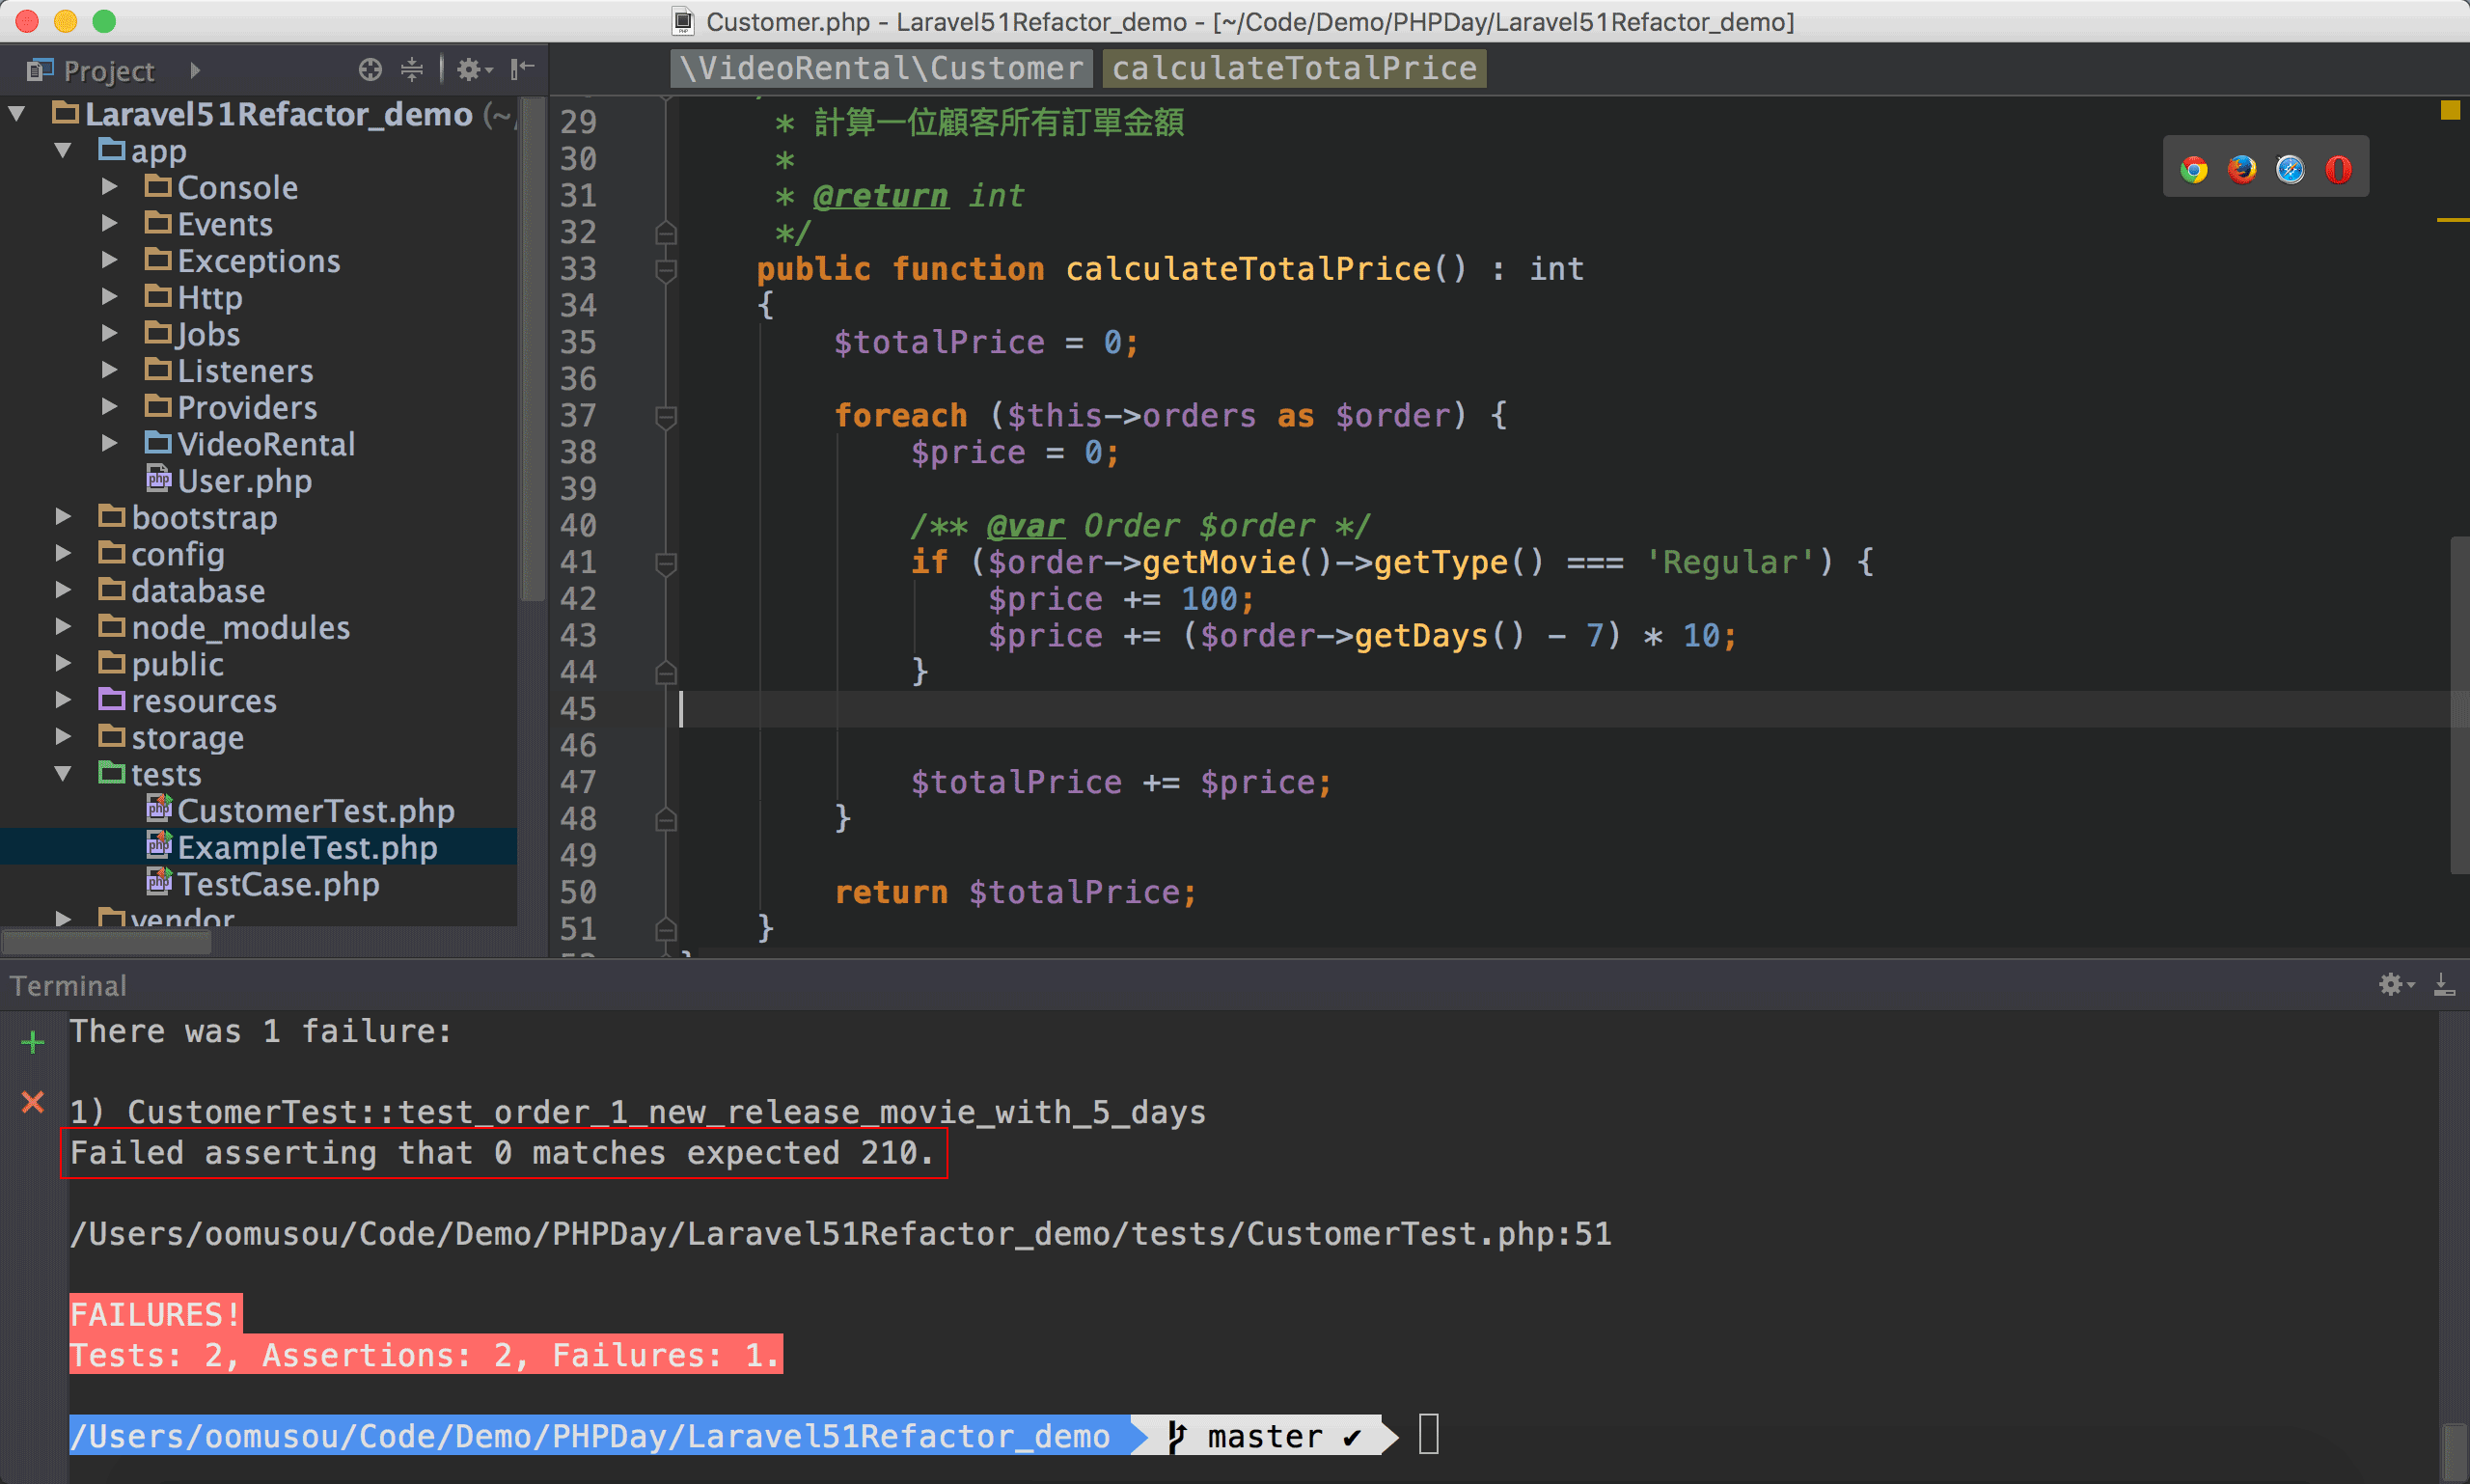 Customer.php - Laravel51Refactor_demo - [~/Code/Demo/PHPDay/Laravel51Refactor_demo]
Project
\VideoRental\Customer calculateTotalPrice
Laravel51Refactor_demo (~/
app
Console
Events
Exceptions
Http
Jobs
Listeners
Providers
VideoRental
User.php
bootstrap
config
database
node_modules
public
resources
storage
tests
CustomerTest.php
ExampleTest.php
TestCase.php
vendor
29 * 計算一位顧客所有訂單金額
30 *
31 * @return int
32 */
33 public function calculateTotalPrice() : int
34 {
35 $totalPrice = 0;
36
37 foreach ($this->orders as $order) {
38 $price = 0;
39
40 /** @var Order $order */
41 if ($order->getMovie()->getType() === 'Regular') {
42 $price += 100;
43 $price += ($order->getDays() - 7) * 10;
44 }
45
46
47 $totalPrice += $price;
48 }
49
50 return $totalPrice;
51 }
Terminal
There was 1 failure:
1) CustomerTest::test_order_1_new_release_movie_with_5_days
Failed asserting that 0 matches expected 210.
/Users/oomusou/Code/Demo/PHPDay/Laravel51Refactor_demo/tests/CustomerTest.php:51
FAILURES!
Tests: 2, Assertions: 2, Failures: 1.
/Users/oomusou/Code/Demo/PHPDay/Laravel51Refactor_demo master ✔